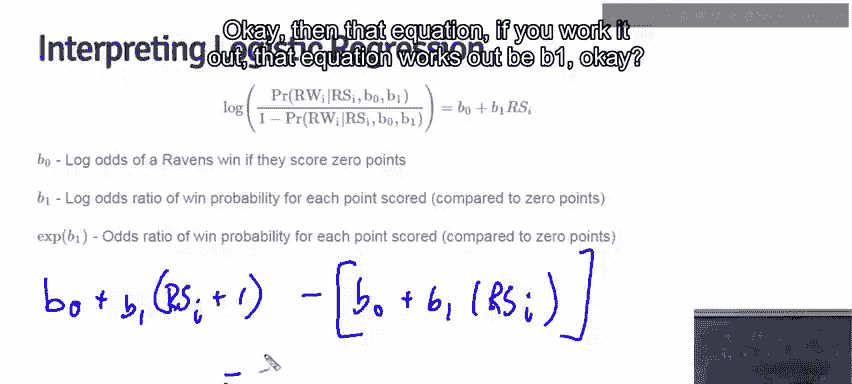 Okay, then that equation, if you work it
out, that equation works out be b1, okay?
Interpreting Logistic Regression
log( Pr(RWᵢ|RSᵢ, b₀, b₁) / 1 − Pr(RWᵢ|RSᵢ, b₀, b₁) ) = b₀ + b₁RSᵢ
b₀ - Log odds of a Ravens win if they score zero points
b₁ - Log odds ratio of win probability for each point scored (compared to zero points)
exp(b₁) - Odds ratio of win probability for each point scored (compared to zero points)
b₀ + b₁ (RSᵢ + 1) - [b₀ + b₁ (RSᵢ)]
=